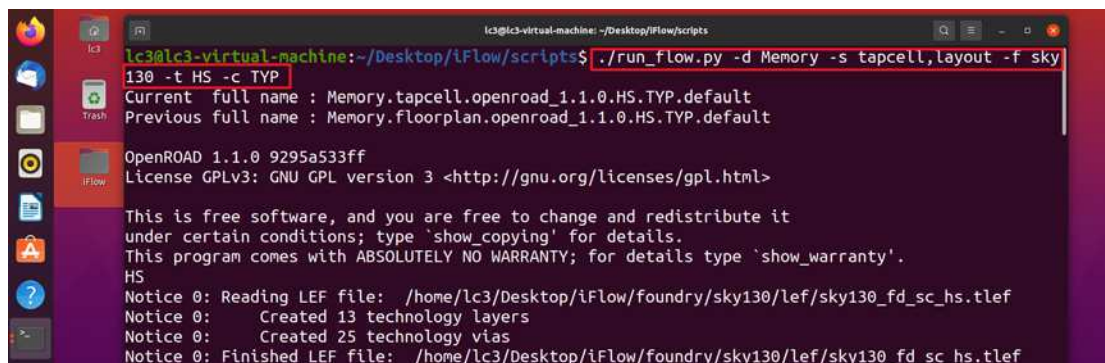 lc3@lc3-virtual-machine: ~/Desktop/iFlow/scripts
lc3
Trash
iFlow
lc3@lc3-virtual-machine:~/Desktop/iFlow/scripts$ ./run_flow.py -d Memory -s tapcell,layout -f sky
130 -t HS -c TYP
Current  full name : Memory.tapcell.openroad_1.1.0.HS.TYP.default
Previous full name : Memory.floorplan.openroad_1.1.0.HS.TYP.default
OpenROAD 1.1.0 9295a533ff
License GPLv3: GNU GPL version 3 <http://gnu.org/licenses/gpl.html>
This is free software, and you are free to change and redistribute it
under certain conditions; type `show_copying' for details.
This program comes with ABSOLUTELY NO WARRANTY; for details type `show_warranty'.
HS
Notice 0: Reading LEF file:  /home/lc3/Desktop/iFlow/foundry/sky130/lef/sky130_fd_sc_hs.tlef
Notice 0:     Created 13 technology layers
Notice 0:     Created 25 technology vias
Notice 0: Finished LEF file:  /home/lc3/Desktop/iFlow/foundry/sky130/lef/sky130_fd_sc_hs.tlef